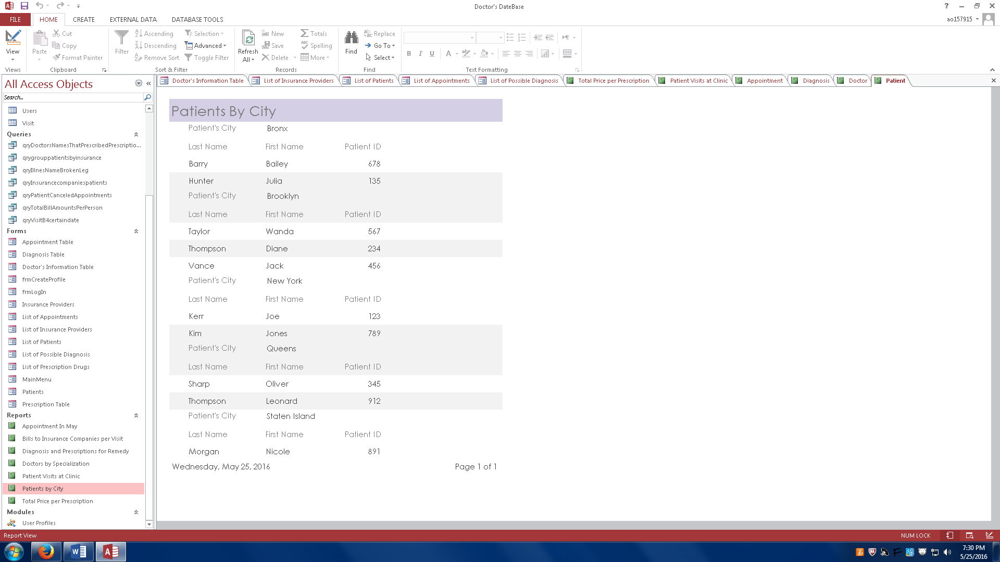 Doctor's DateBase
FILE HOME CREATE EXTERNAL DATA DATABASE TOOLS
ao157915
View
Views
Paste
Cut
Copy
Format Painter
Clipboard
Filter
Ascending
Descending
Remove Sort
Selection
Advanced
Toggle Filter
Sort & Filter
Refresh
All
New
Save
Delete
Totals
Spelling
More
Records
Find
Replace
Go To
Select
Find
B I U A
Text Formatting
All Access Objects
Search...
Users
Visit
Queries
qryDoctorsNamesThatPrescribedPrescriptio...
qrygrouppatientsbyinsurance
qryIllnesNameBrokenLeg
qryInsurancecompaniespatients
qryPatientCanceledAppointments
qryTotalBillAmountsPerPerson
qryVisitB4certaindate
Forms
Appointment Table
Diagnosis Table
Doctor's Information Table
frmCreateProfile
frmLogIn
Insurance Providers
List of Appointments
List of Insurance Providers
List of Patients
List of Possible Diagnosis
List of Prescription Drugs
MainMenu
Patients
Prescription Table
Reports
Appointment In May
Bills to Insurance Companies per Visit
Diagnosis and Prescriptions for Remedy
Doctors by Specialization
Patient Visits at Clinic
Patients by City
Total Price per Prescription
Modules
User Profiles
Doctor's Information Table List of Insurance Providers List of Patients List of Appointments List of Possible Diagnosis Total Price per Prescription Patient Visits at Clinic Appointment Diagnosis Doctor Patient
Patients By City
Patient's City Bronx
Last Name First Name Patient ID
Barry Bailey 678
Hunter Julia 135
Patient's City Brooklyn
Last Name First Name Patient ID
Taylor Wanda 567
Thompson Diane 234
Vance Jack 456
Patient's City New York
Last Name First Name Patient ID
Kerr Joe 123
Kim Jones 789
Patient's City Queens
Last Name First Name Patient ID
Sharp Oliver 345
Thompson Leonard 912
Patient's City Staten Island
Last Name First Name Patient ID
Morgan Nicole 891
Wednesday, May 25, 2016 Page 1 of 1
Report View NUM LOCK
7:30 PM
5/25/2016